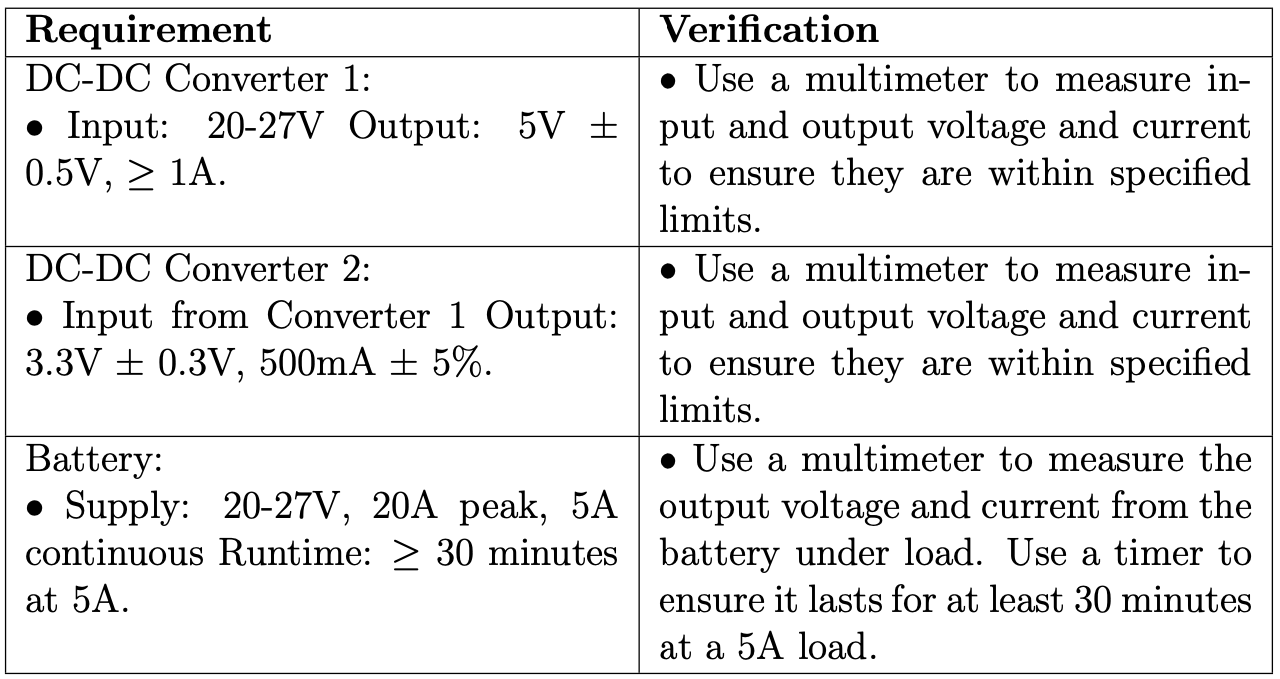 Requirement
Verification
DC-DC Converter 1:
• Input: 20-27V Output: 5V ±
0.5V, ≥ 1A.
• Use a multimeter to measure in-
put and output voltage and current
to ensure they are within specified
limits.
DC-DC Converter 2:
• Input from Converter 1 Output:
3.3V ± 0.3V, 500mA ± 5%.
• Use a multimeter to measure in-
put and output voltage and current
to ensure they are within specified
limits.
Battery:
• Supply: 20-27V, 20A peak, 5A
continuous Runtime: ≥ 30 minutes
at 5A.
• Use a multimeter to measure the
output voltage and current from the
battery under load. Use a timer to
ensure it lasts for at least 30 minutes
at a 5A load.